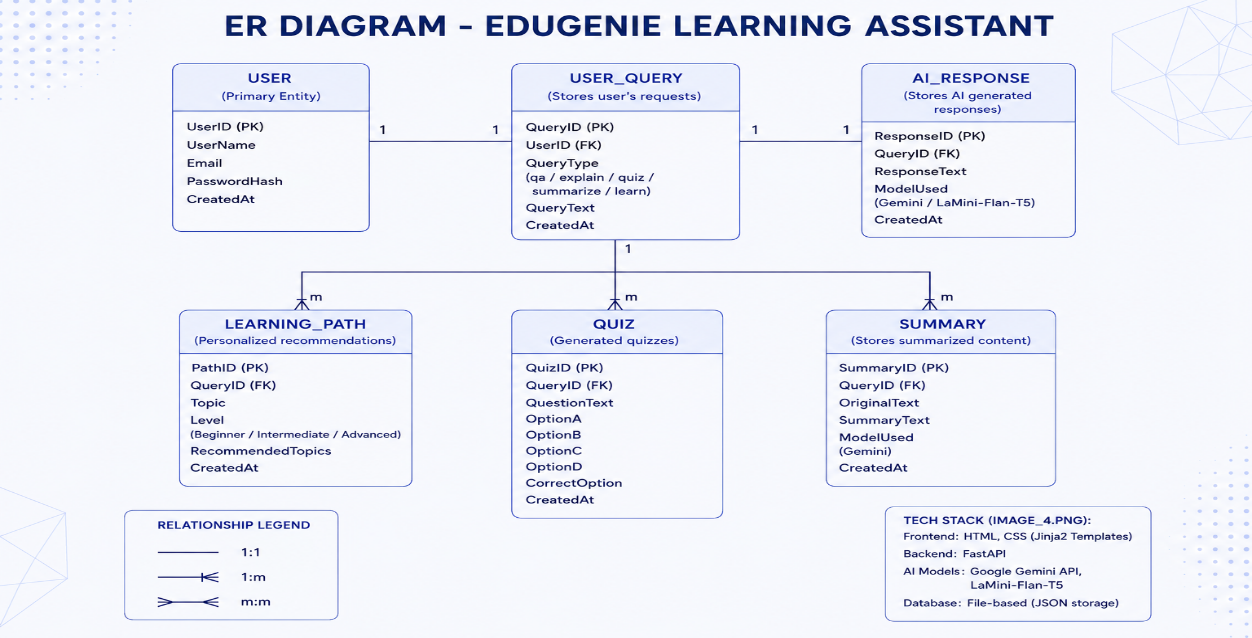 ER DIAGRAM – EDUGENIE LEARNING ASSISTANT
USER
(Primary Entity)
UserID (PK)
UserName
Email
PasswordHash
CreatedAt
1
1
USER_QUERY
(Stores user's requests)
QueryID (PK)
UserID (FK)
QueryType
(qa / explain / quiz /
summarize / learn)
QueryText
CreatedAt
1
1
AI_RESPONSE
(Stores AI generated
responses)
ResponseID (PK)
QueryID (FK)
ResponseText
ModelUsed
(Gemini / LaMini-Flan-T5)
CreatedAt
1
m
m
m
LEARNING_PATH
(Personalized recommendations)
PathID (PK)
QueryID (FK)
Topic
Level
(Beginner / Intermediate / Advanced)
RecommendedTopics
CreatedAt
QUIZ
(Generated quizzes)
QuizID (PK)
QueryID (FK)
QuestionText
OptionA
OptionB
OptionC
OptionD
CorrectOption
CreatedAt
SUMMARY
(Stores summarized content)
SummaryID (PK)
QueryID (FK)
OriginalText
SummaryText
ModelUsed
(Gemini)
CreatedAt
RELATIONSHIP LEGEND
1:1
1:m
m:m
TECH STACK (IMAGE_4.PNG):
Frontend: HTML, CSS (Jinja2 Templates)
Backend: FastAPI
AI Models: Google Gemini API,
LaMini-Flan-T5
Database: File-based (JSON storage)